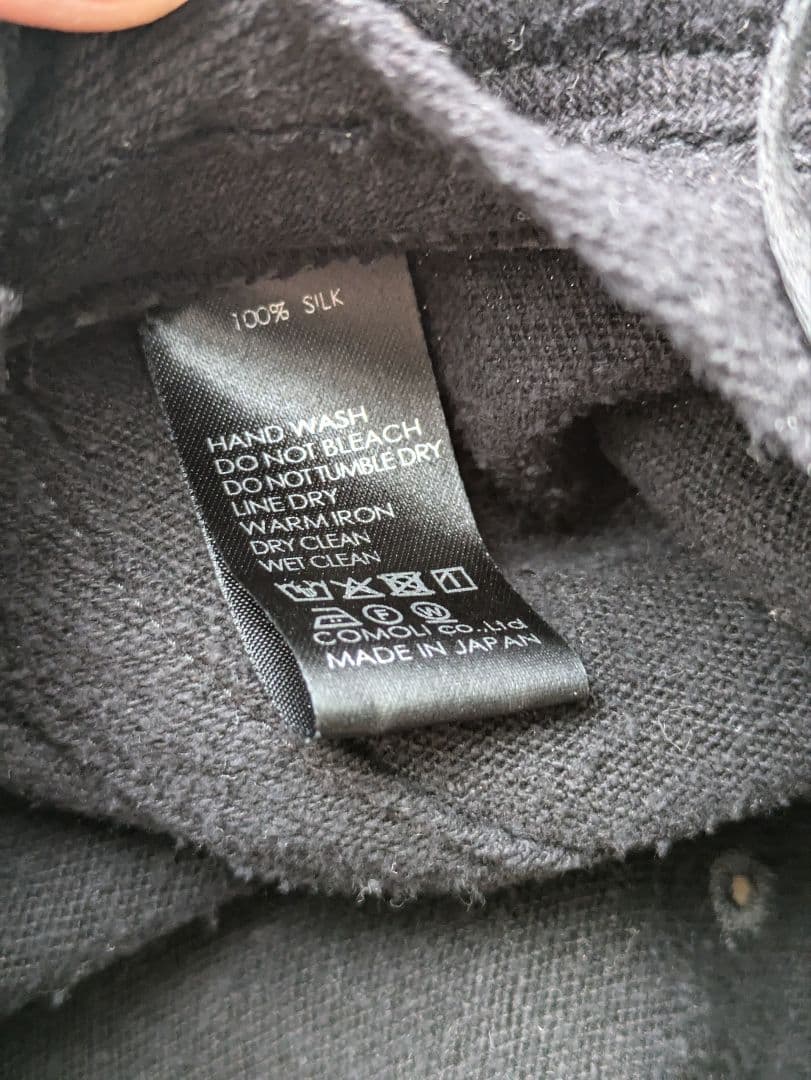 100% SILK
HAND WASH
DO NOT BLEACH
DO NOT TUMBLE DRY
LINE DRY
WARM IRON
DRY CLEAN
WET CLEAN
F W
COMOLI CO.,Ltd
MADE IN JAPAN